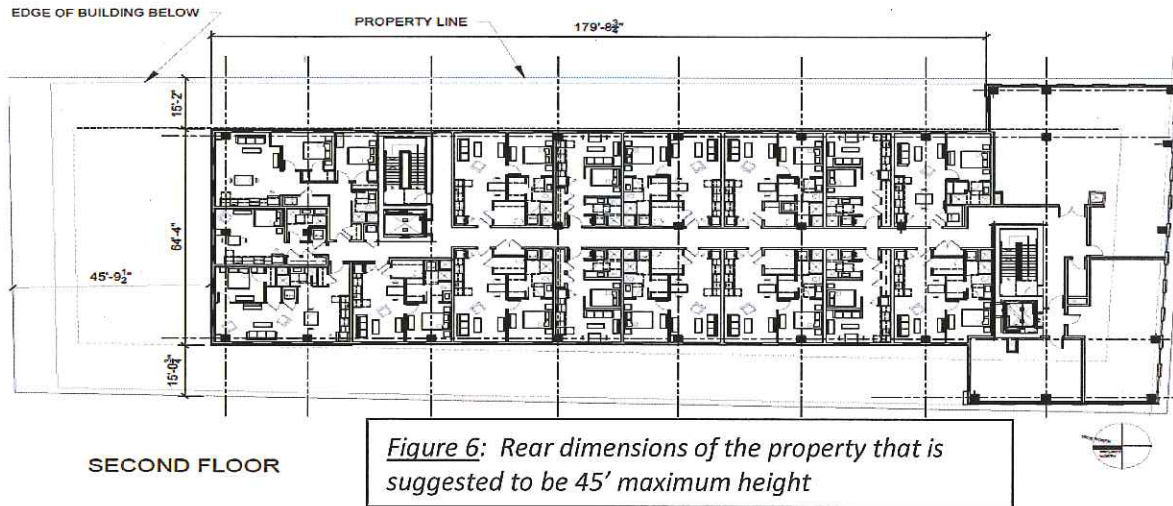 EDGE OF BUILDING BELOW
PROPERTY LINE
179'-8¾"
15'-2"
64'-4"
45'-9½"
15'-0¾"
SECOND FLOOR
Figure 6: Rear dimensions of the property that is
suggested to be 45' maximum height